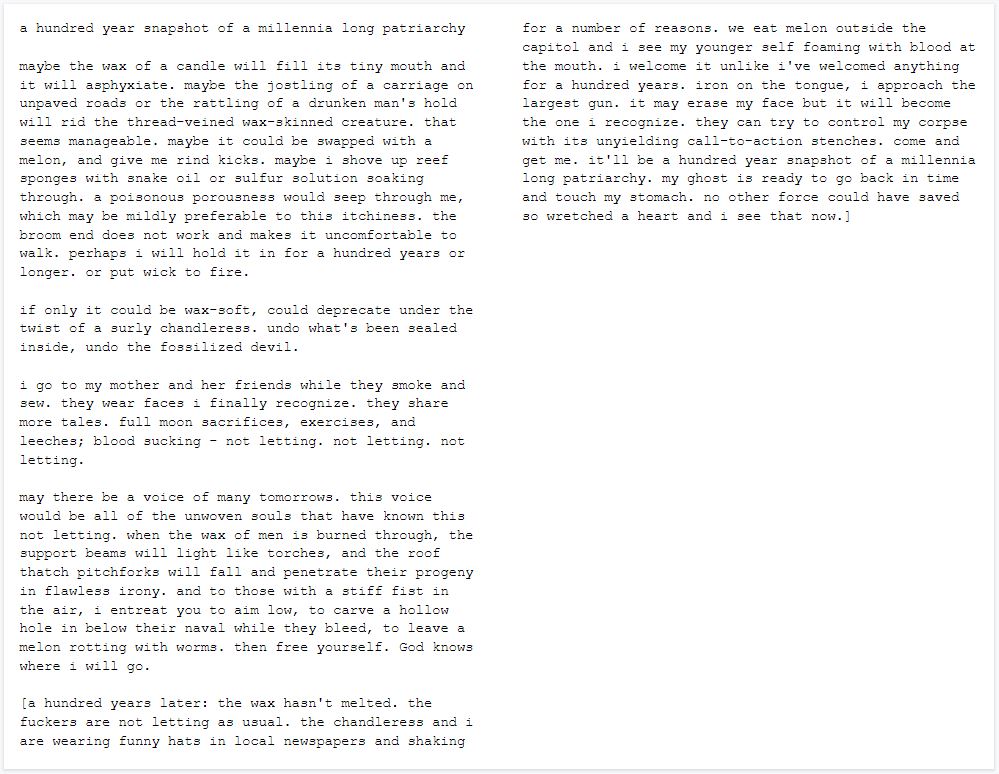 a hundred year snapshot of a millennia long patriarchy
maybe the wax of a candle will fill its tiny mouth and
it will asphyxiate. maybe the jostling of a carriage on
unpaved roads or the rattling of a drunken man's hold
will rid the thread-veined wax-skinned creature. that
seems manageable. maybe it could be swapped with a
melon, and give me rind kicks. maybe i shove up reef
sponges with snake oil or sulfur solution soaking
through. a poisonous porousness would seep through me,
which may be mildly preferable to this itchiness. the
broom end does not work and makes it uncomfortable to
walk. perhaps i will hold it in for a hundred years or
longer. or put wick to fire.
if only it could be wax-soft, could deprecate under the
twist of a surly chandleress. undo what's been sealed
inside, undo the fossilized devil.
i go to my mother and her friends while they smoke and
sew. they wear faces i finally recognize. they share
more tales. full moon sacrifices, exercises, and
leeches; blood sucking - not letting. not letting. not
letting.
may there be a voice of many tomorrows. this voice
would be all of the unwoven souls that have known this
not letting. when the wax of men is burned through, the
support beams will light like torches, and the roof
thatch pitchforks will fall and penetrate their progeny
in flawless irony. and to those with a stiff fist in
the air, i entreat you to aim low, to carve a hollow
hole in below their naval while they bleed, to leave a
melon rotting with worms. then free yourself. God knows
where i will go.
[a hundred years later: the wax hasn't melted. the
fuckers are not letting as usual. the chandleress and i
are wearing funny hats in local newspapers and shaking
for a number of reasons. we eat melon outside the
capitol and i see my younger self foaming with blood at
the mouth. i welcome it unlike i've welcomed anything
for a hundred years. iron on the tongue, i approach the
largest gun. it may erase my face but it will become
the one i recognize. they can try to control my corpse
with its unyielding call-to-action stenches. come and
get me. it'll be a hundred year snapshot of a millennia
long patriarchy. my ghost is ready to go back in time
and touch my stomach. no other force could have saved
so wretched a heart and i see that now.]